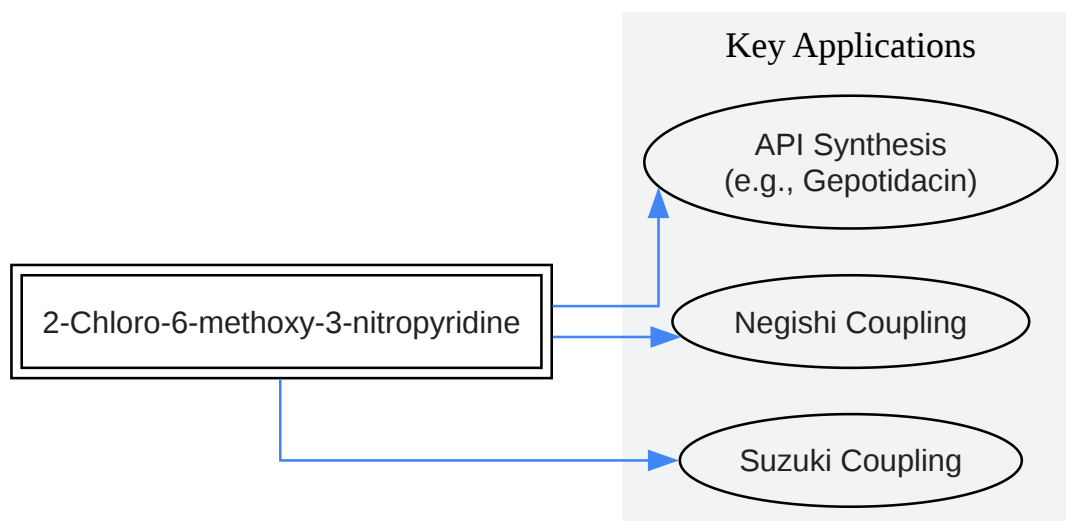 Key Applications
API Synthesis
(e.g., Gepotidacin)
2-Chloro-6-methoxy-3-nitropyridine
Negishi Coupling
Suzuki Coupling